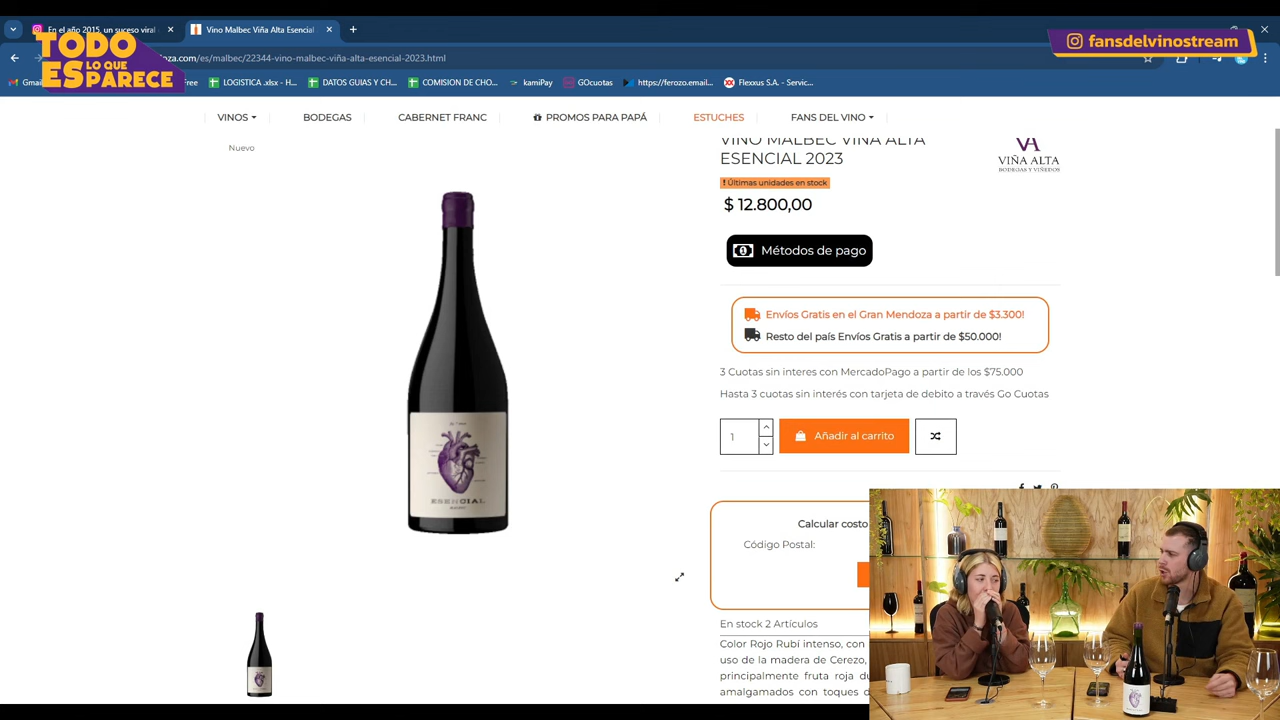 En el año 2015, un suceso viral
Vino Malbec Viña Alta Esencial
TODO
LO QUE
ES PARECE
fansdelvinostream
za.com/es/malbec/22344-vino-malbec-viña-alta-esencial-2023.html
Gmai
Free
LOGISTICA .xlsx - H...
DATOS GUIAS Y CH...
COMISION DE CHO...
kamiPay
GOcuotas
https://ferozo.email...
Flexxus S.A. - Servic...
VINOS
BODEGAS
CABERNET FRANC
PROMOS PARA PAPÁ
ESTUCHES
FANS DEL VINO
Nuevo
VINO MALBEC VIÑA ALTA
ESENCIAL 2023
VA
VIÑA ALTA
BODEGAS Y VIÑEDOS
! Últimas unidades en stock
$ 12.800,00
Métodos de pago
Envíos Gratis en el Gran Mendoza a partir de $3.300!
Resto del país Envíos Gratis a partir de $50.000!
3 Cuotas sin interes con MercadoPago a partir de los $75.000
Hasta 3 cuotas sin interés con tarjeta de debito a través Go Cuotas
1
Añadir al carrito
ESENCIAL
Calcular costo
Código Postal:
En stock 2 Artículos
Color Rojo Rubí intenso, con
uso de la madera de Cerezo,
principalmente fruta roja du
amalgamados con toques d